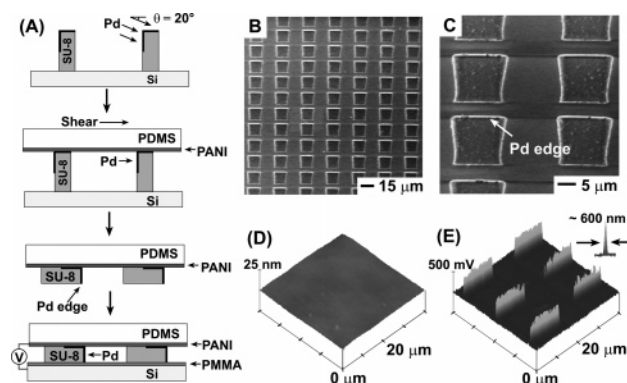 (A)
θ = 20°
Pd
SU-8
Si
Shear
PDMS
PANI
Pd
SU-8
Si
PDMS
PANI
SU-8
Pd edge
PDMS
PANI
V
SU-8
Pd
PMMA
Si
B
15 μm
C
Pd edge
5 μm
(D)
25 nm
20 μm
0 μm
(E)
~ 600 nm
500 mV
20 μm
0 μm